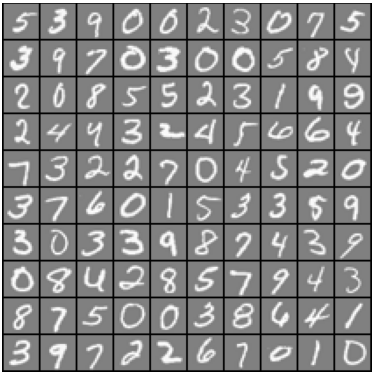 5 3 9 0 0 2 3 0 7 5
3 9 7 0 3 0 0 5 8 4
2 0 8 5 5 2 3 1 9 9
2 4 4 3 2 4 5 6 6 4
7 3 2 2 7 0 4 5 2 0
3 7 6 0 1 5 3 3 8 9
3 0 3 3 9 8 7 4 3 9
0 8 4 2 8 5 7 9 4 3
8 7 5 0 0 3 8 6 4 1
3 9 7 2 2 6 7 0 1 0